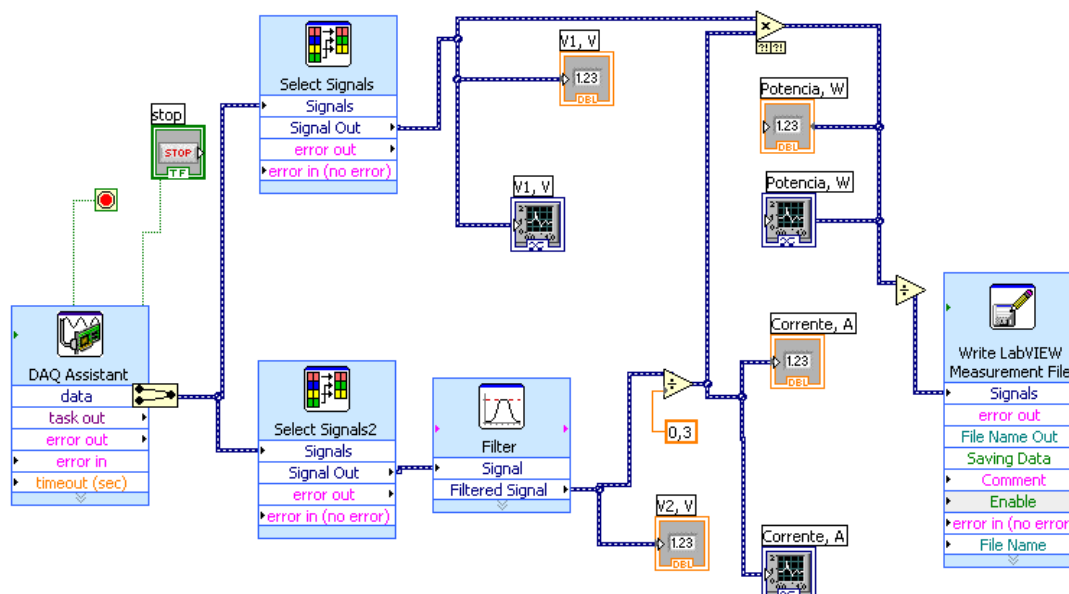 Select Signals
Signals
Signal Out
error out
error in (no error)
V1, V
1.23
DBL
V1, V
Potencia, W
1.23
DBL
Potencia, W
stop
STOP
TF
DAQ Assistant
data
task out
error out
error in
timeout (sec)
Select Signals2
Signals
Signal Out
error out
error in (no error)
Filter
Signal
Filtered Signal
0,3
V2, V
1.23
DBL
Corrente, A
1.23
DBL
Corrente, A
Write LabVIEW
Measurement File
Signals
error out
File Name Out
Saving Data
Comment
Enable
error in (no error
File Name